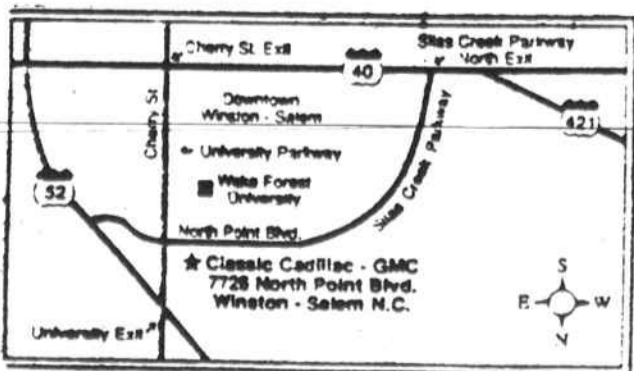 Cherry St. Exit
Silas Creek Parkway
North Exit
40
Downtown
Winston - Salem
421
Cherry St
University Parkway
Silas Creek Parkway
52
Wake Forest
University
North Point Blvd.
Classic Cadillac - GMC
7728 North Point Blvd.
Winston - Salem N.C.
S
E
W
University Exit